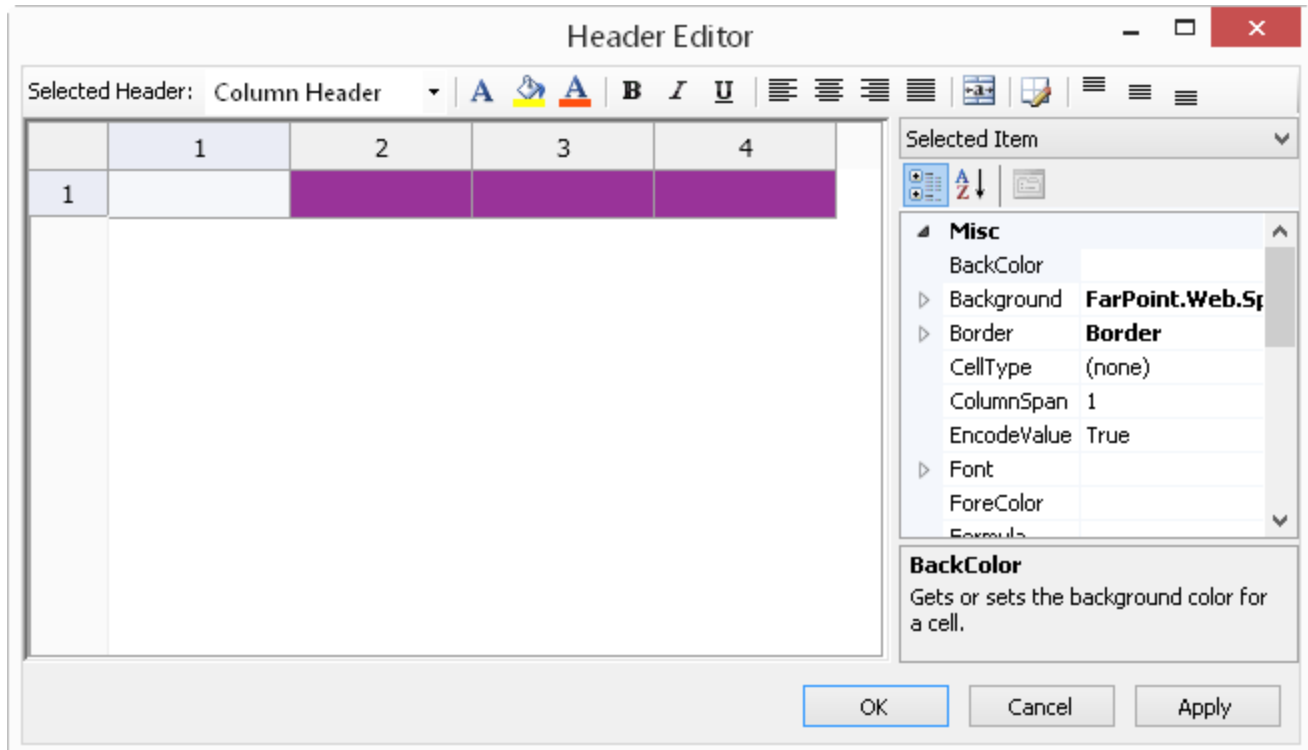 Header Editor
Selected Header: Column Header A A B I U a
1 2 3 4
1
Selected Item
A Z
Misc
BackColor
Background FarPoint.Web.Sp
Border Border
CellType (none)
ColumnSpan 1
EncodeValue True
Font
ForeColor
Formula
BackColor
Gets or sets the background color for
a cell.
OK Cancel Apply